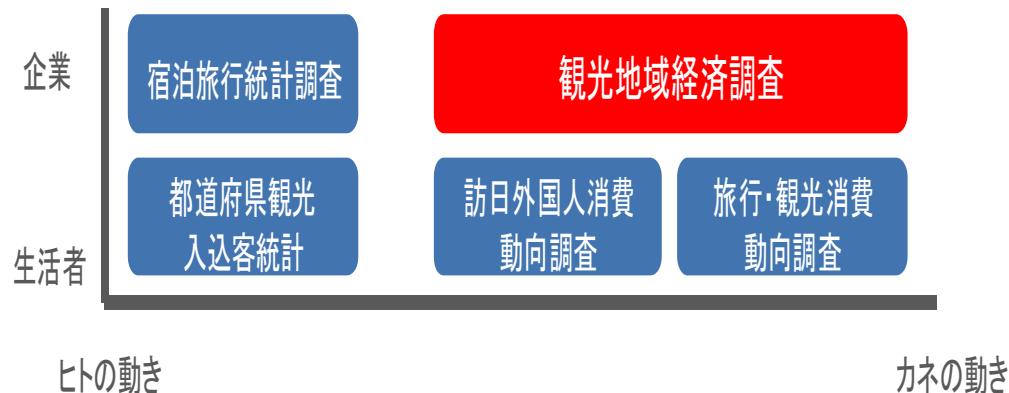 企業
宿泊旅行統計調査
観光地域経済調査
都道府県観光
入込客統計
訪日外国人消費
動向調査
旅行・観光消費
動向調査
生活者
ヒトの動き
カネの動き